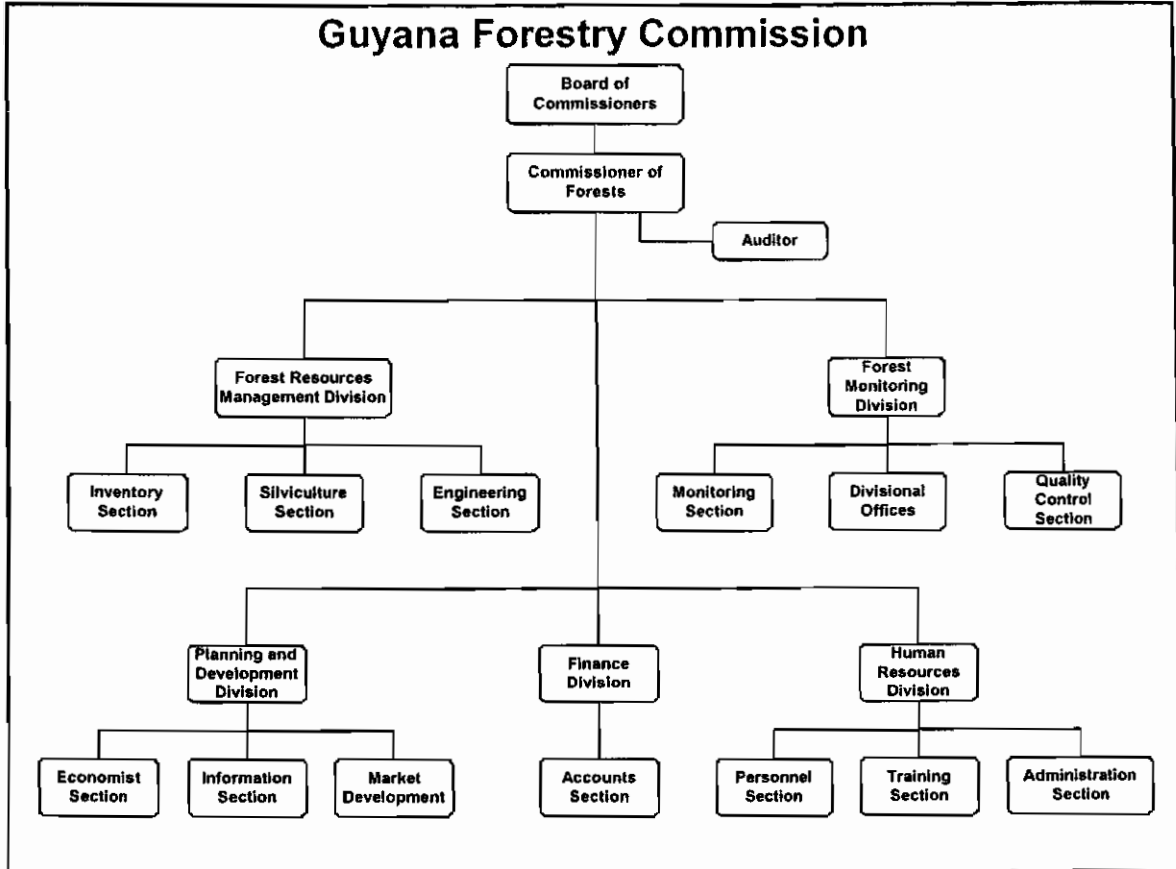 Guyana Forestry Commission
Board of
Commissioners
Commissioner of
Forests
Auditor
Forest Resources
Management Division
Forest
Monitoring
Division
Inventory
Section
Silviculture
Section
Engineering
Section
Monitoring
Section
Divisional
Offices
Quality
Control
Section
Planning and
Development
Division
Finance
Division
Human
Resources
Division
Economist
Section
Information
Section
Market
Development
Accounts
Section
Personnel
Section
Training
Section
Administration
Section